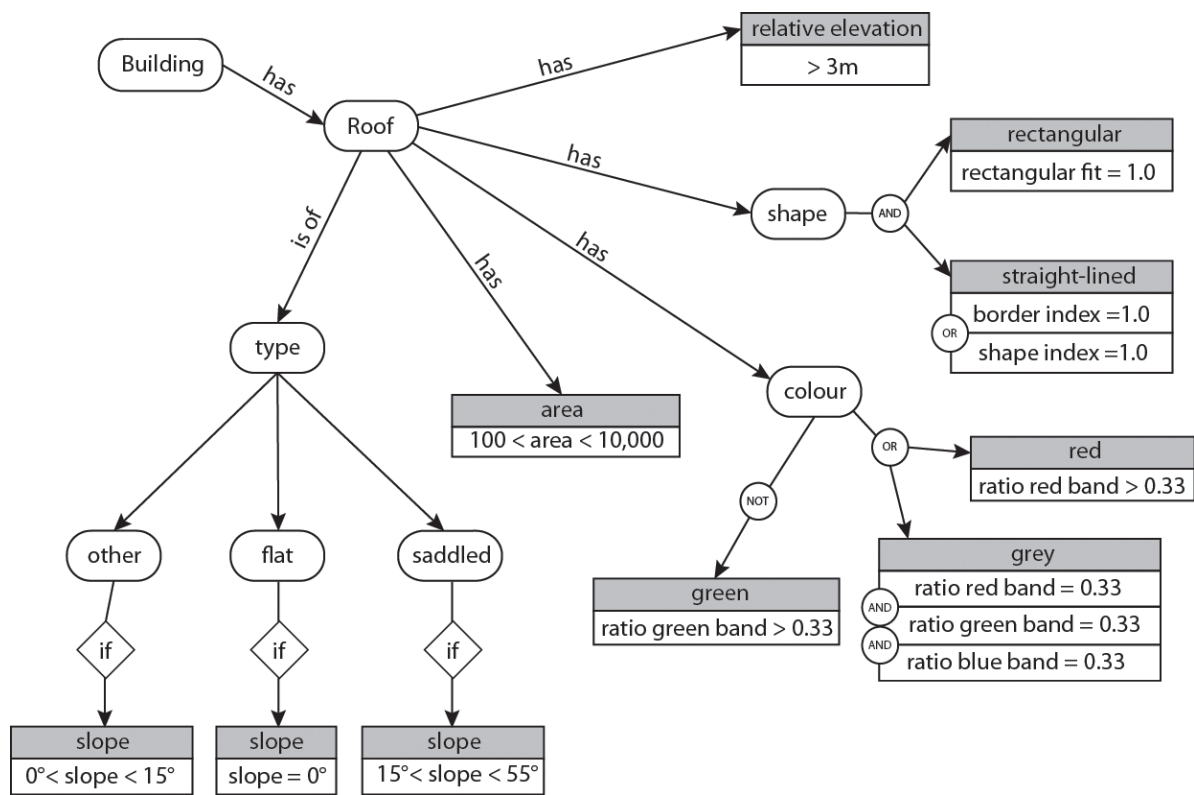 relative elevation
> 3m
Building
has
has
Roof
rectangular
rectangular fit = 1.0
has
shape
AND
is of
has
has
straight-lined
border index =1.0
OR
shape index =1.0
type
colour
area
100 < area < 10,000
OR
red
ratio red band > 0.33
NOT
other
flat
saddled
grey
ratio red band = 0.33
AND
ratio green band = 0.33
AND
ratio blue band = 0.33
green
ratio green band > 0.33
if
if
if
slope
0°< slope < 15°
slope
slope = 0°
slope
15°< slope < 55°